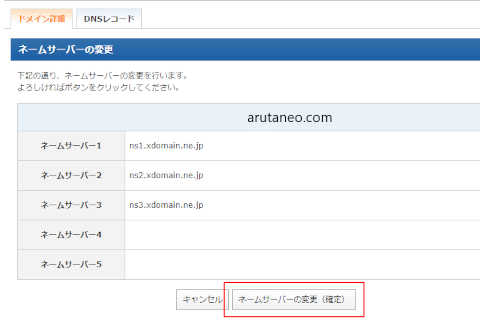 ドメイン詳細 DNSレコード
ネームサーバーの変更
下記の通り、ネームサーバーの変更を行います。
よろしければボタンをクリックしてください。
arutaneo.com
ネームサーバー1 ns1.xdomain.ne.jp
ネームサーバー2 ns2.xdomain.ne.jp
ネームサーバー3 ns3.xdomain.ne.jp
ネームサーバー4
ネームサーバー5
キャンセル ネームサーバーの変更（確定）